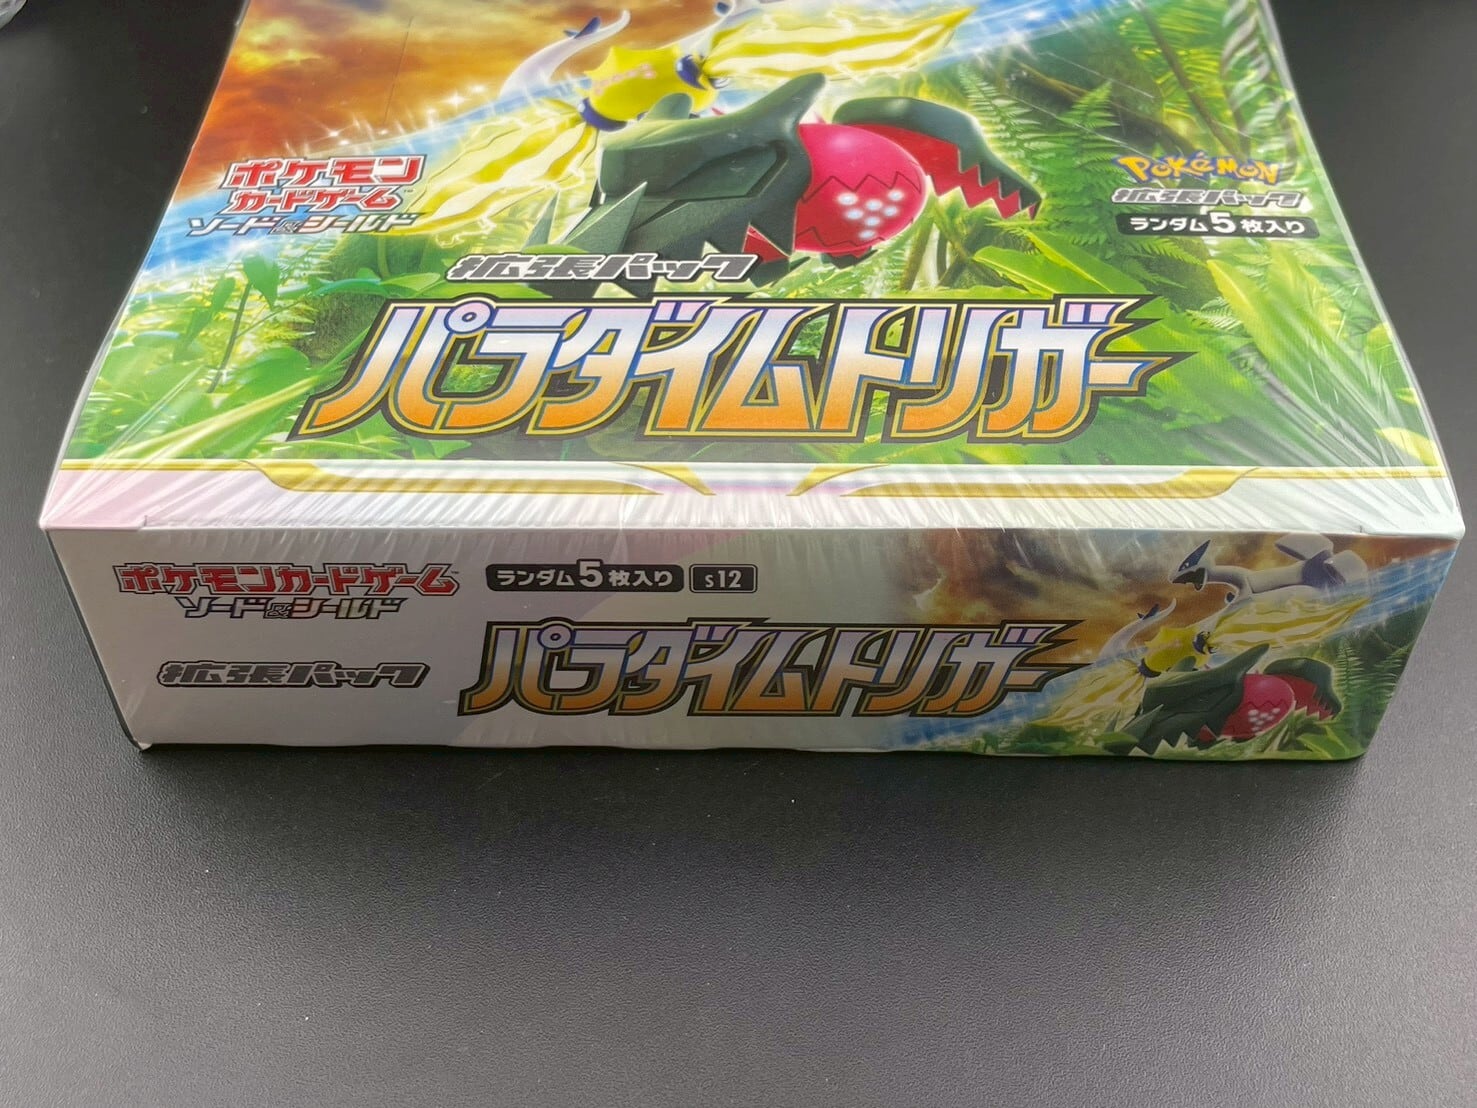 ポケモン
カードゲーム
ソード&シールド
POKÉMON
拡張パック
ランダム5枚入り
拡張パック
パラダイムトリガー
ポケモンカードゲーム™
ソード&シールド
ランダム5枚入り s12
拡張パック
パラダイムトリガー